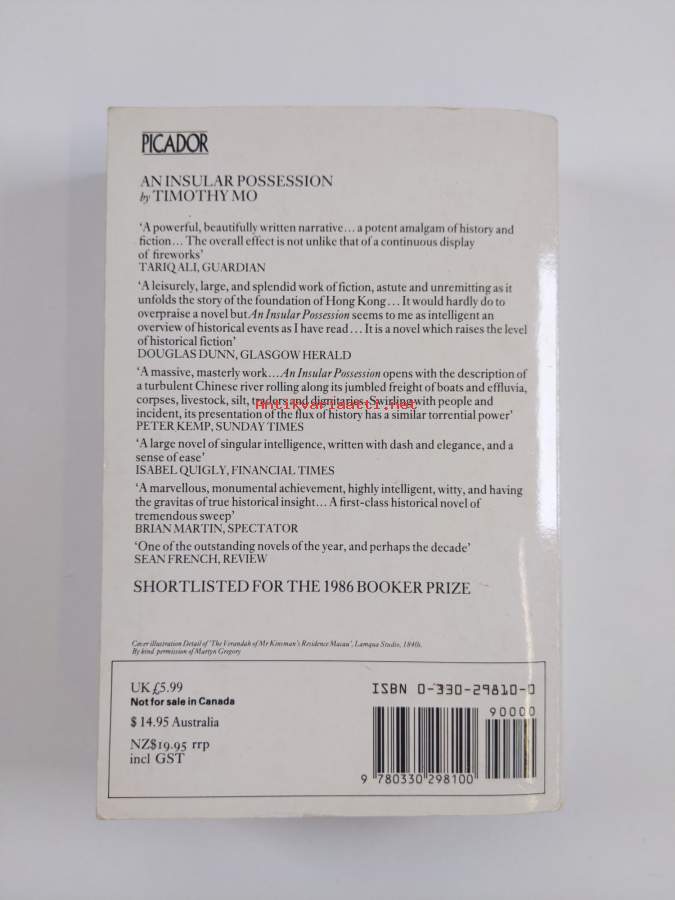 PICADOR
AN INSULAR POSSESSION
by TIMOTHY MO
‘A powerful, beautifully written narrative... a potent amalgam of history and
fiction... The overall effect is not unlike that of a continuous display
of fireworks’
TARIQ ALI, GUARDIAN
‘A leisurely, large, and splendid work of fiction, astute and unremitting as it
unfolds the story of the foundation of Hong Kong... It would hardly do to
overpraise a novel but An Insular Possession seems to me as intelligent an
overview of historical events as I have read... It is a novel which raises the level
of historical fiction’
DOUGLAS DUNN, GLASGOW HERALD
‘A massive, masterly work....An Insular Possession opens with the description of
a turbulent Chinese river rolling along its jumbled freight of boats and effluvia,
corpses, livestock, silt, traders and dignitaries. Swirling with people and
Antikvariaatti.net
incident, its presentation of the flux of history has a similar torrential power’
PETER KEMP, SUNDAY TIMES
‘A large novel of singular intelligence, written with dash and elegance, and a
sense of ease’
ISABEL QUIGLY, FINANCIAL TIMES
‘A marvellous, monumental achievement, highly intelligent, witty, and having
the gravitas of true historical insight... A first-class historical novel of
tremendous sweep’
BRIAN MARTIN, SPECTATOR
‘One of the outstanding novels of the year, and perhaps the decade’
SEAN FRENCH, REVIEW
SHORTLISTED FOR THE 1986 BOOKER PRIZE
Cover illustration Detail of ‘The Verandah of Mr Kinsman's Residence Macau’, Lamqua Studio, 1840s.
By kind permission of Martyn Gregory
UK £5.99
Not for sale in Canada
$ 14.95 Australia
NZ$19.95 rrp
incl GST
ISBN 0-330-29810-0
90000
9 780330 298100